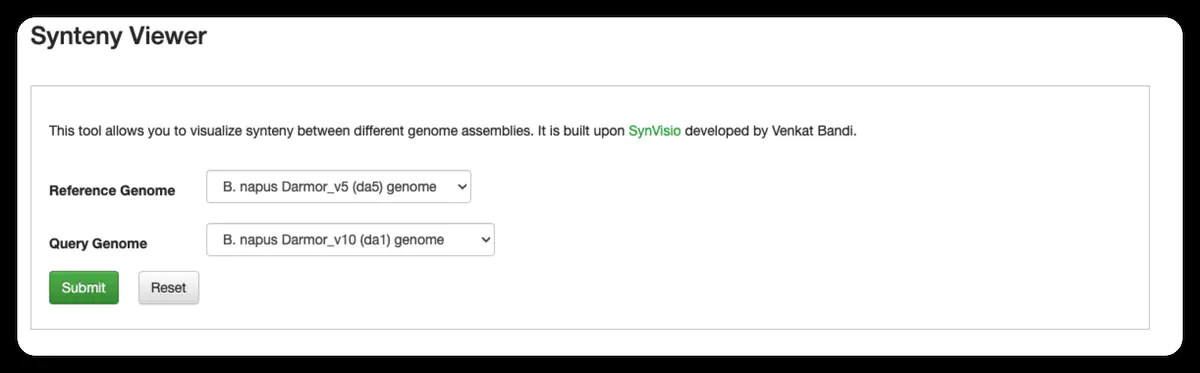 Synteny Viewer
This tool allows you to visualize synteny between different genome assemblies. It is built upon SynVisio developed by Venkat Bandi.
Reference Genome B. napus Darmor_v5 (da5) genome
Query Genome B. napus Darmor_v10 (da1) genome
Submit Reset